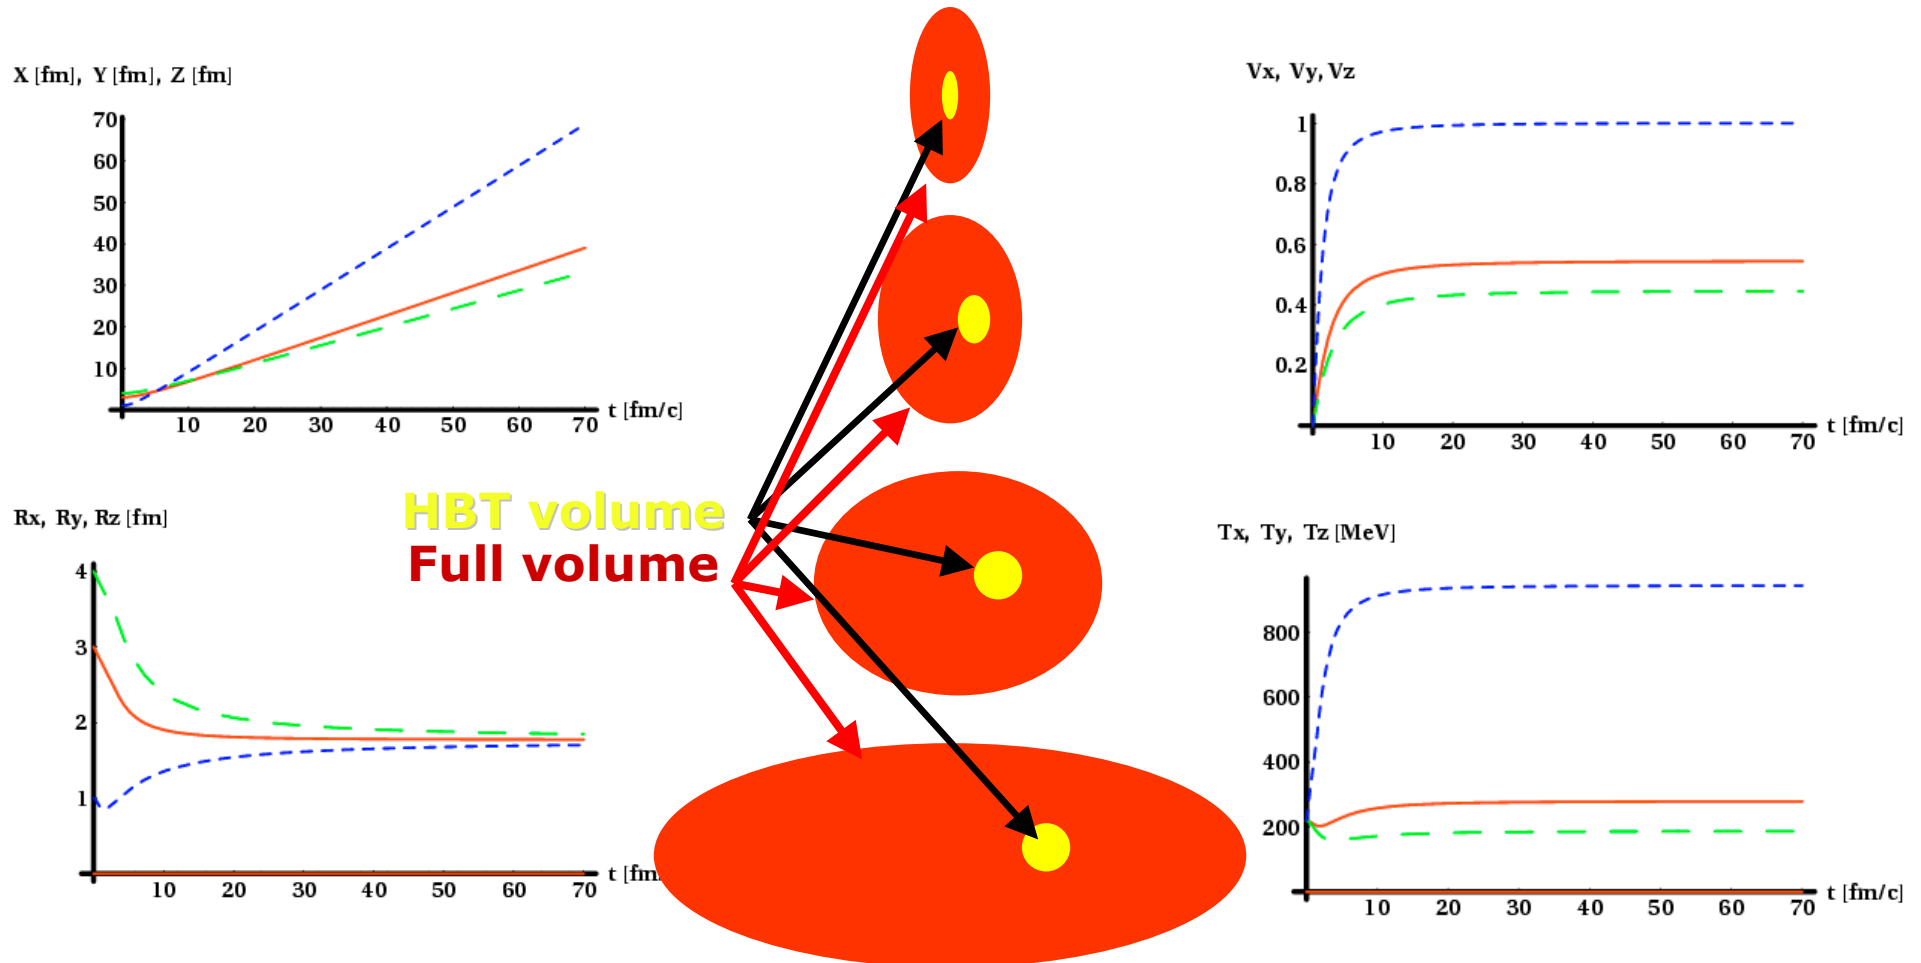 X [fm], Y [fm], Z [fm]
70
60
50
40
30
20
10
10 20 30 40 50 60 70
t [fm/c]
Vx, Vy, Vz
1
0.8
0.6
0.4
0.2
10 20 30 40 50 60 70
t [fm/c]
HBT volume
Full volume
Rx, Ry, Rz [fm]
4
3
2
1
10 20 30 40 50 60 70
t [fm
Tx, Ty, Tz [MeV]
800
600
400
200
10 20 30 40 50 60 70
t [fm/c]